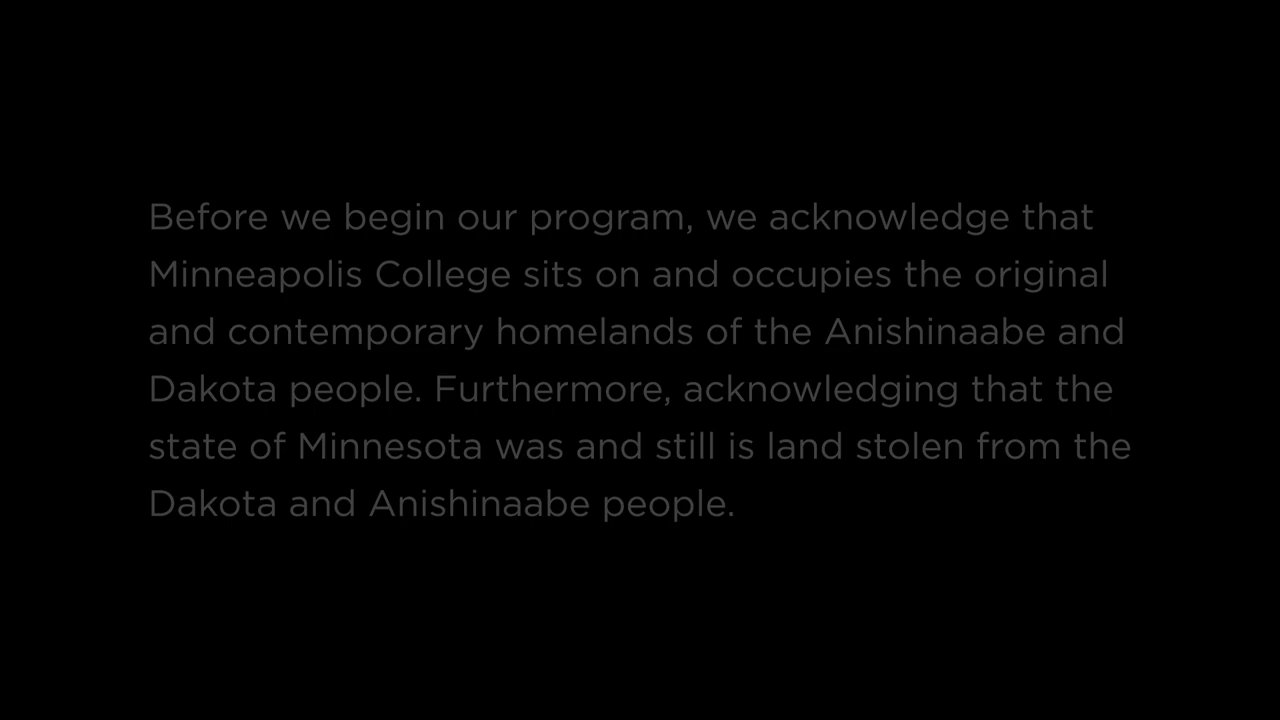 Before we begin our program, we acknowledge that
Minneapolis College sits on and occupies the original
and contemporary homelands of the Anishinaabe and
Dakota people. Furthermore, acknowledging that the
state of Minnesota was and still is land stolen from the
Dakota and Anishinaabe people.